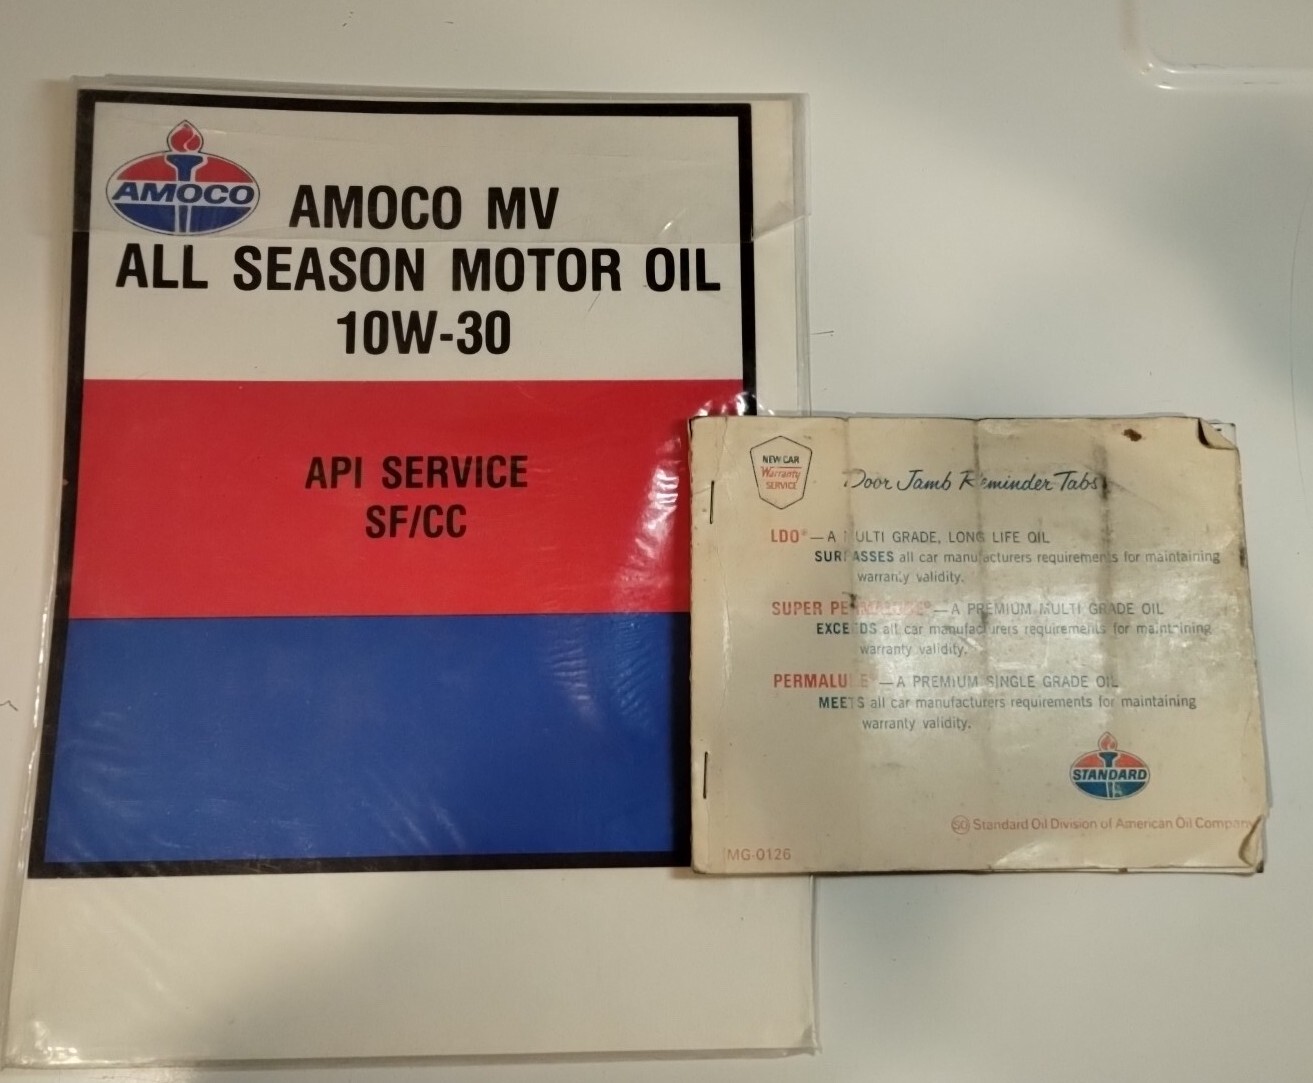 AMOCO
AMOCO MV
ALL SEASON MOTOR OIL
10W-30
API SERVICE
SF/CC
NEW CAR
Warranty
SERVICE
Door Jamb Reminder Tabs
LDO® — A MULTI GRADE, LONG LIFE OIL
SURPASSES all car manufacturers requirements for maintaining
warranty validity.
SUPER PERMALUBE® — A PREMIUM MULTI GRADE OIL
EXCEEDS all car manufacturers requirements for maintaining
warranty validity.
PERMALUBE® — A PREMIUM SINGLE GRADE OIL
MEETS all car manufacturers requirements for maintaining
warranty validity.
STANDARD
SO Standard Oil Division of American Oil Company
MG-0126